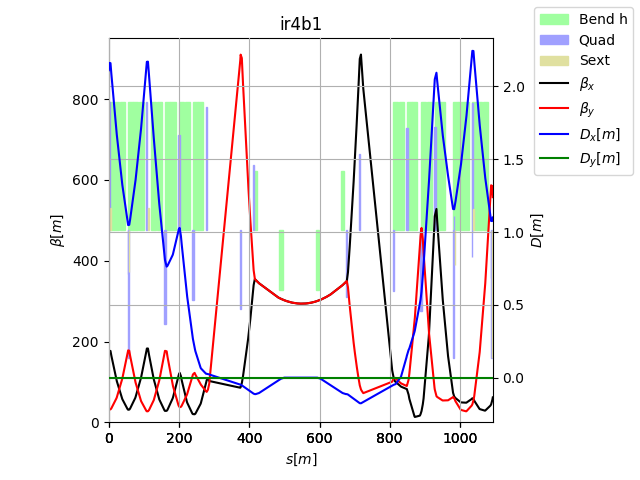 ir4b1
Bend h
Quad
Sext
βx
βy
Dx[m]
Dy[m]
β[m]
800
600
400
200
0
D[m]
2.0
1.5
1.0
0.5
0.0
0 200 400 600 800 1000
s[m]